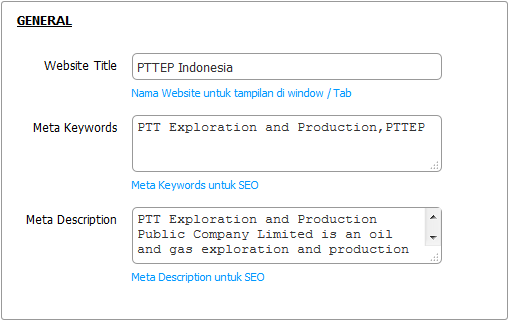 GENERAL
Website Title
PTTEP Indonesia
Nama Website untuk tampilan di window / Tab
Meta Keywords
PTT Exploration and Production,PTTEP
Meta Keywords untuk SEO
Meta Description
PTT Exploration and Production
Public Company Limited is an oil
and gas exploration and production
Meta Description untuk SEO